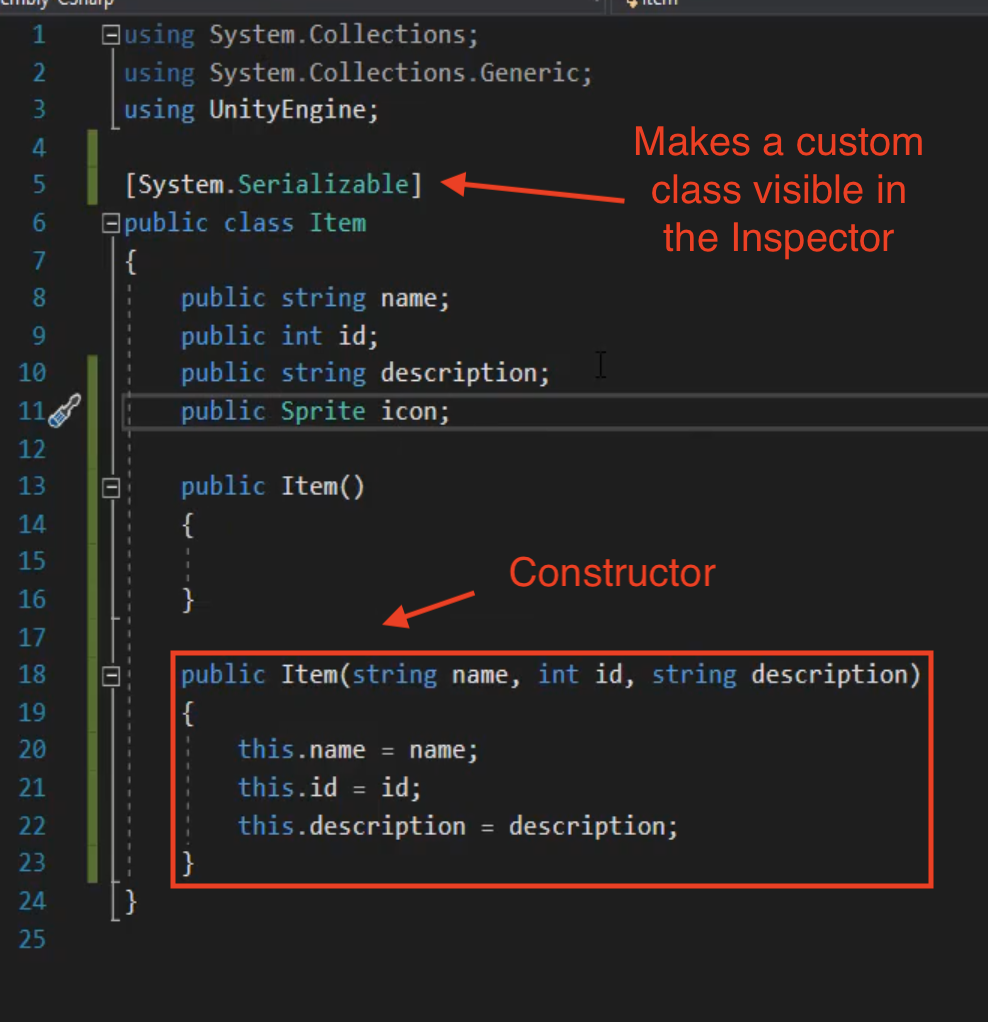 1 using System.Collections;
2 using System.Collections.Generic;
3 using UnityEngine;
4
5 [System.Serializable]
6 public class Item
7 {
8 public string name;
9 public int id;
10 public string description;
11 public Sprite icon;
12
13 public Item()
14 {
15
16 }
17
18 public Item(string name, int id, string description)
19 {
20 this.name = name;
21 this.id = id;
22 this.description = description;
23 }
24 }
25
Makes a custom
class visible in
the Inspector
Constructor